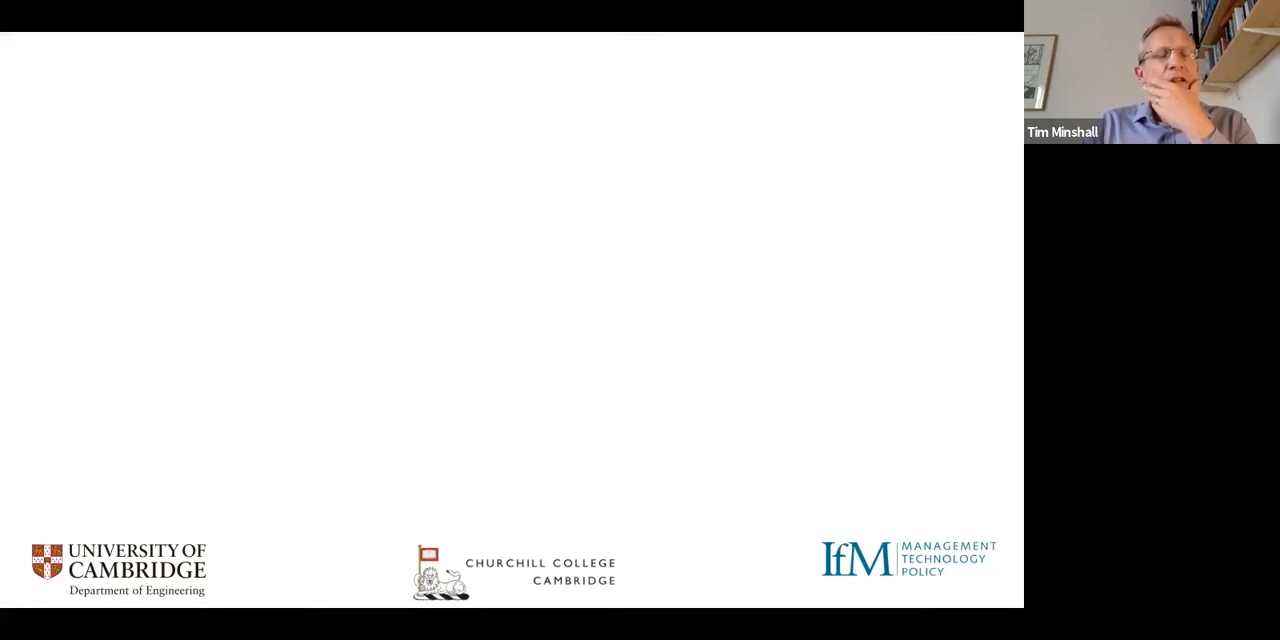 Tim Minshall
UNIVERSITY OF
CAMBRIDGE
Department of Engineering
CHURCHILL COLLEGE
CAMBRIDGE
IfM
MANAGEMENT
TECHNOLOGY
POLICY